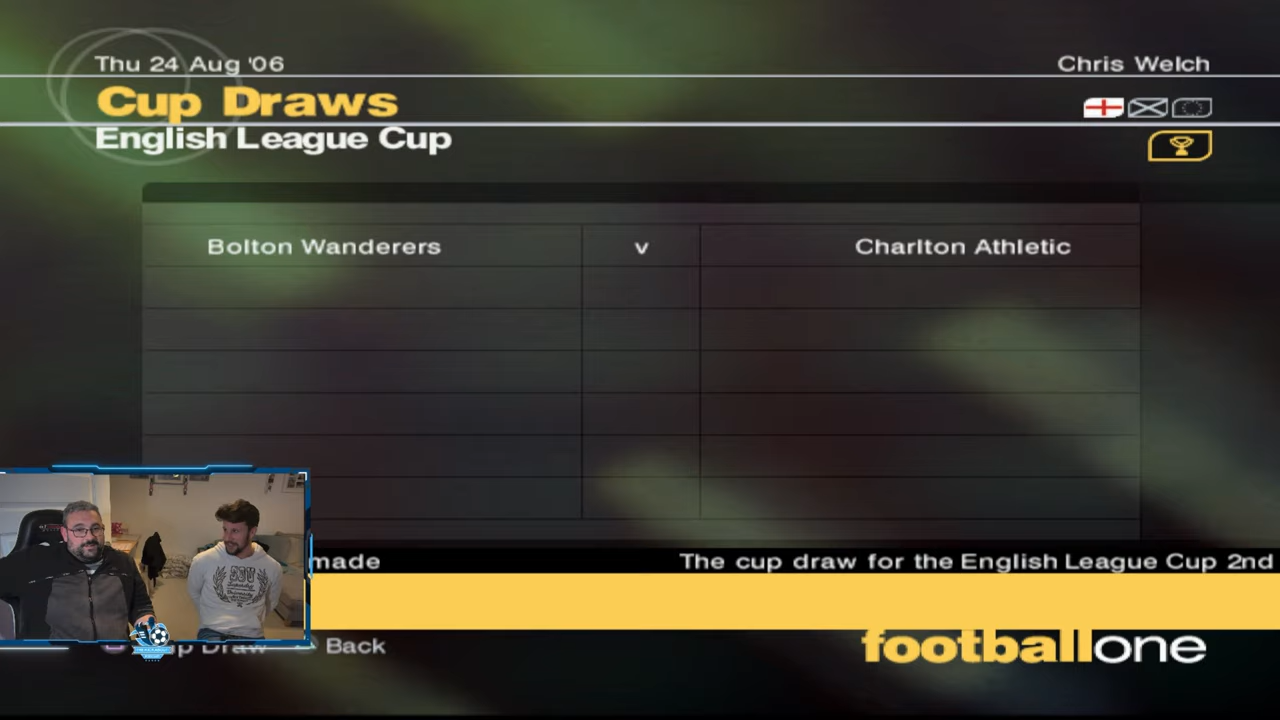 Thu 24 Aug '06
Chris Welch
Cup Draws
English League Cup
Bolton Wanderers v Charlton Athletic
made The cup draw for the English League Cup 2nd
p Draw Back
footballone